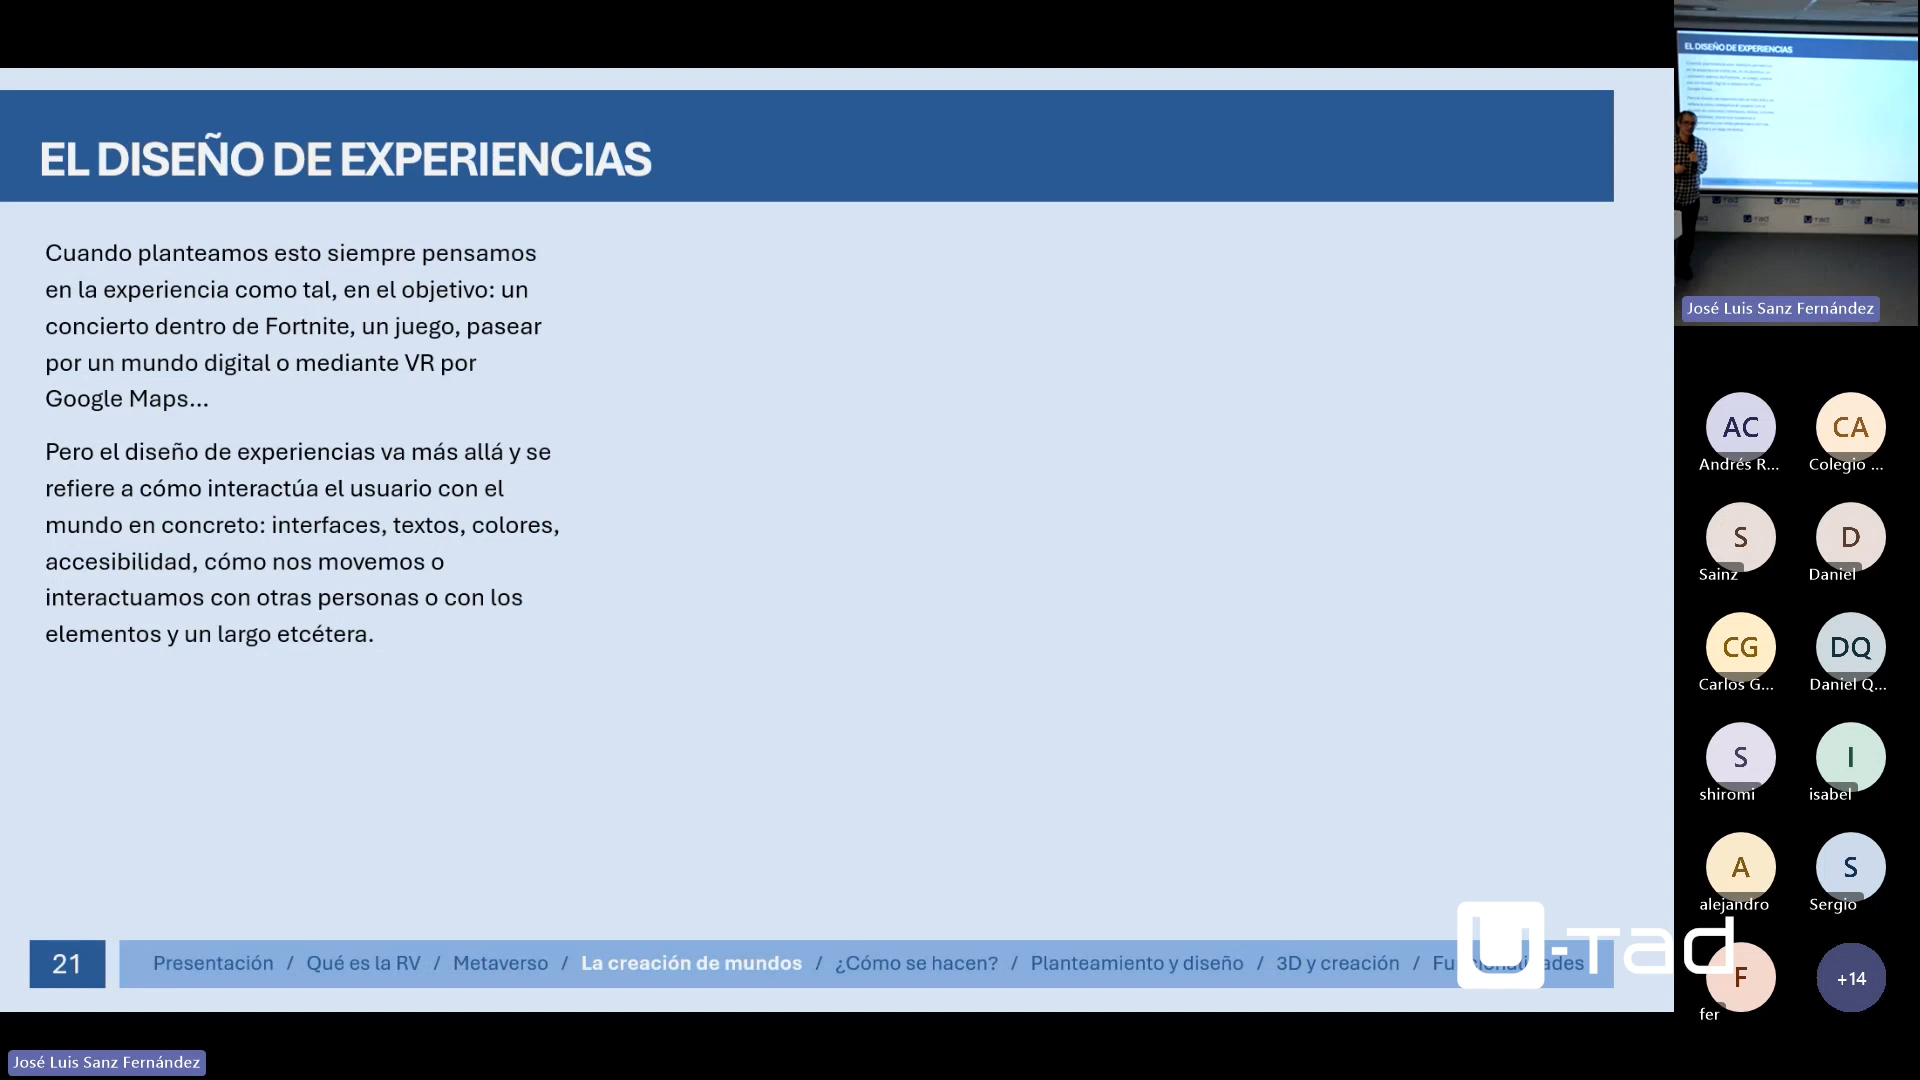 EL DISEÑO DE EXPERIENCIAS
Cuando planteamos esto siempre pensamos
en la experiencia como tal, en el objetivo: un
concierto dentro de Fortnite, un juego, pasear
por un mundo digital o mediante VR por
Google Maps...
Pero el diseño de experiencias va más allá y se
refiere a cómo interactúa el usuario con el
mundo en concreto: interfaces, textos, colores,
accesibilidad, cómo nos movemos o
interactuamos con otras personas o con los
elementos y un largo etcétera.
21
Presentación / Qué es la RV / Metaverso / La creación de mundos / ¿Cómo se hacen? / Planteamiento y diseño / 3D y creación /
U-tad
José Luis Sanz Fernández
EL DISEÑO DE EXPERIENCIAS
José Luis Sanz Fernández
AC
Andrés R...
CA
Colegio ...
S
Sainz
D
Daniel
CG
Carlos G...
DQ
Daniel Q...
S
shiromi
I
isabel
A
alejandro
S
Sergio
F
fer
+14